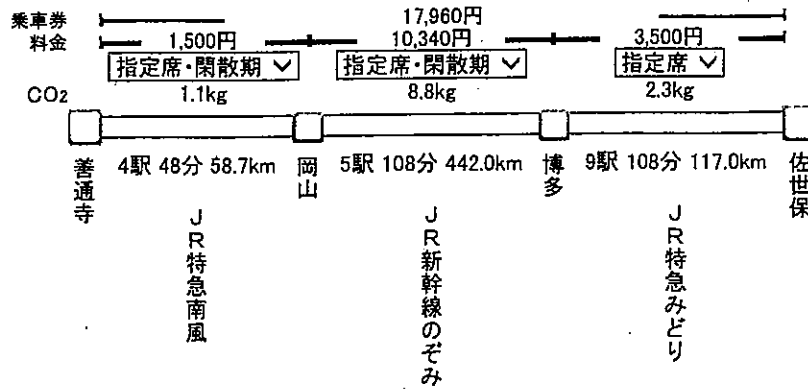 乗車券 17,960円
料金 1,500円 10,340円 3,500円
指定席・閑散期 指定席・閑散期 指定席
CO2 1.1kg 8.8kg 2.3kg
善通寺 4駅 48分 58.7km 岡山 5駅 108分 442.0km 博多 9駅 108分 117.0km 佐世保
JR特急南風 JR新幹線のぞみ JR特急みどり